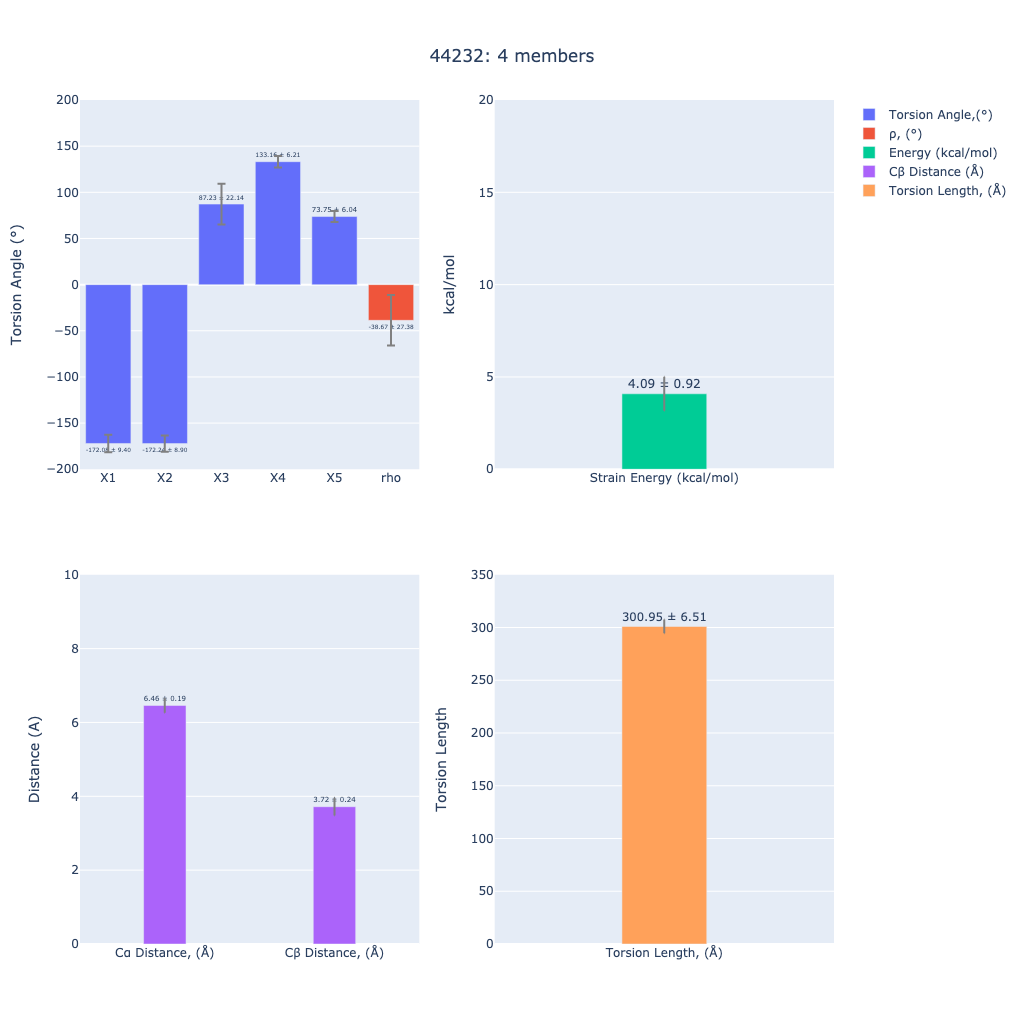 44232: 4 members
Torsion Angle,(°)
ρ, (°)
Energy (kcal/mol)
Cβ Distance (Å)
Torsion Length, (Å)
Torsion Angle (°)
200
150
100
50
0
−50
−100
−150
−200
87.23 ± 22.14
133.16 ± 6.21
73.75 ± 6.04
-38.67 ± 27.38
± 9.40
± 8.90
X1
X2
X3
X4
X5
rho
kcal/mol
20
15
10
5
0
4.09 ± 0.92
Strain Energy (kcal/mol)
Distance (A)
10
8
6
4
2
0
6.46 ± 0.19
3.72 ± 0.24
Cα Distance, (Å)
Cβ Distance, (Å)
Torsion Length
350
300
250
200
150
100
50
0
300.95 ± 6.51
Torsion Length, (Å)